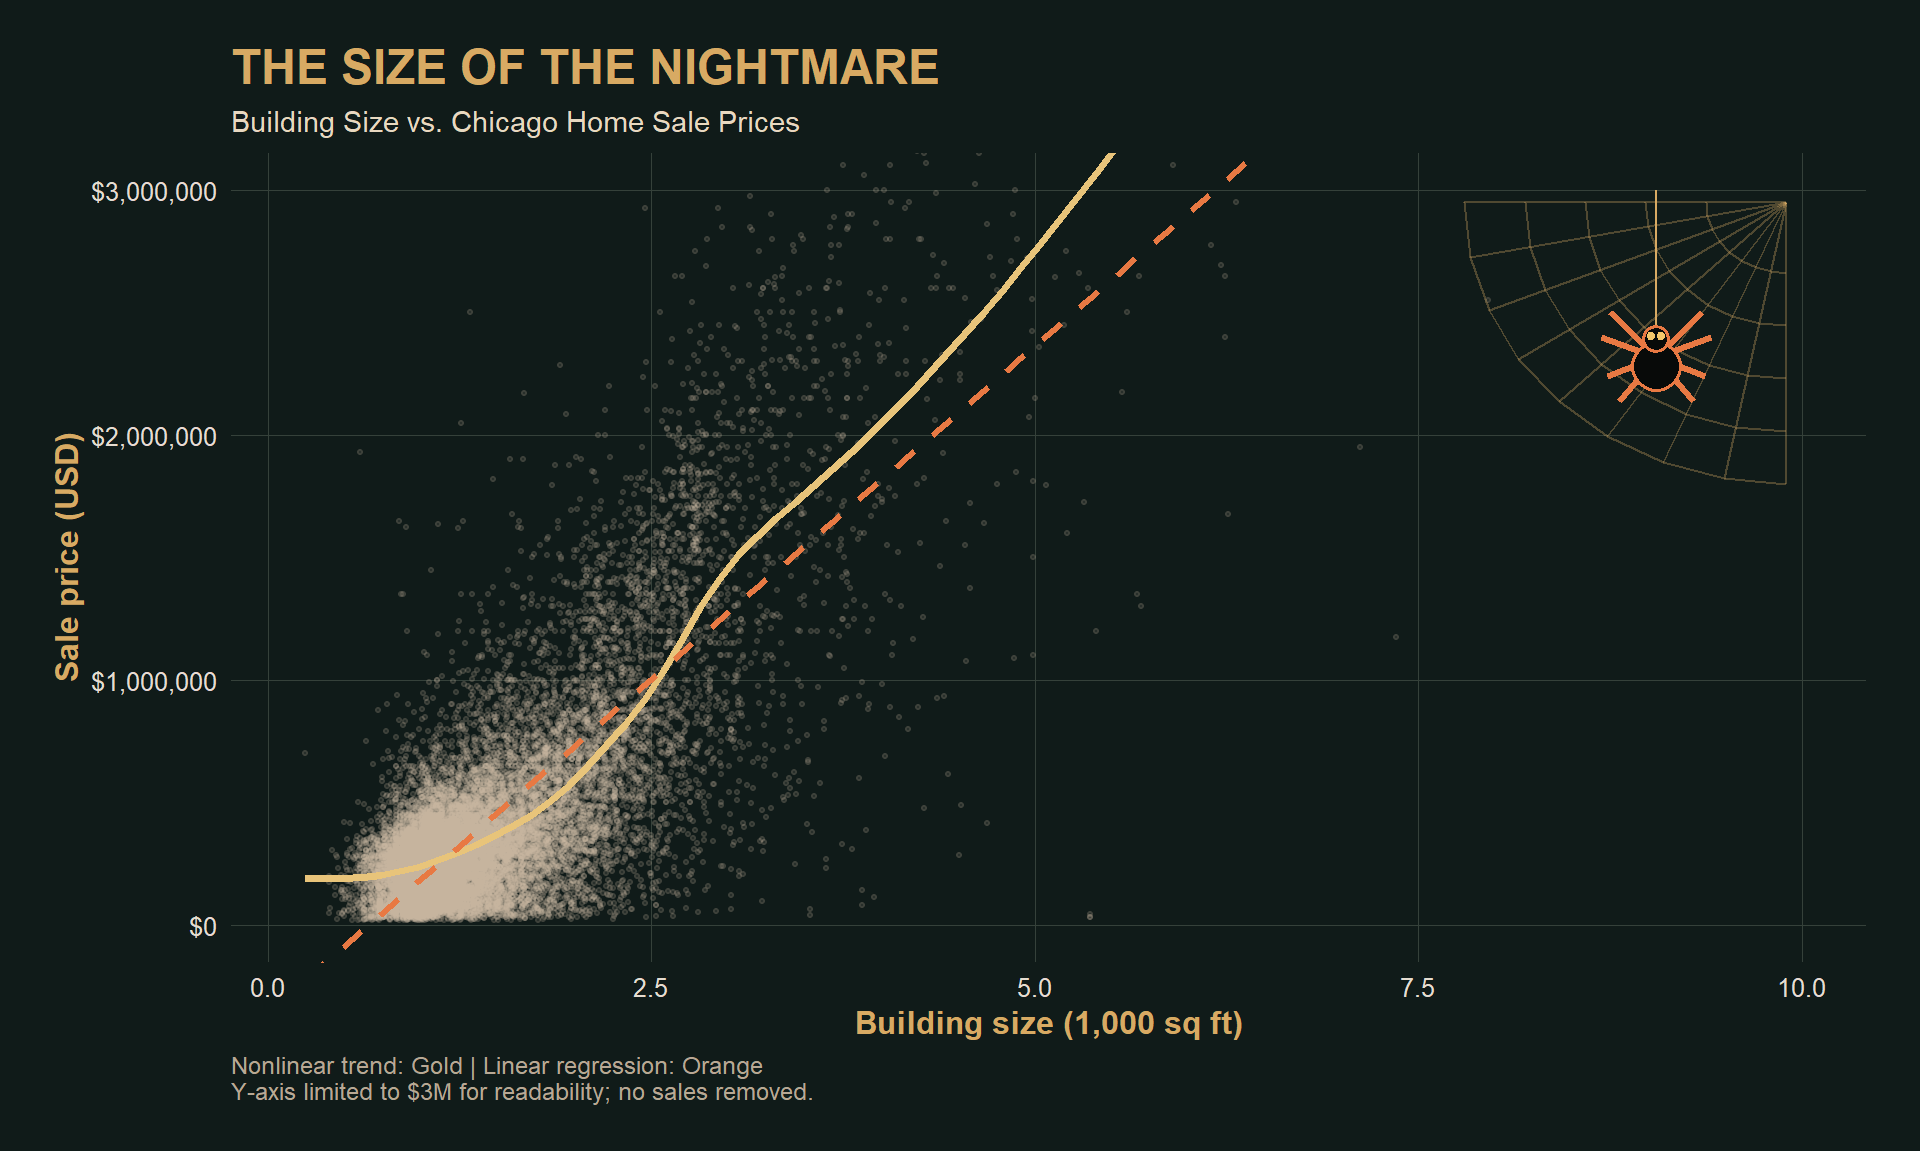 THE SIZE OF THE NIGHTMARE
Building Size vs. Chicago Home Sale Prices
$3,000,000
$2,000,000
$1,000,000
$0
Sale price (USD)
0.0
2.5
5.0
7.5
10.0
Building size (1,000 sq ft)
Nonlinear trend: Gold | Linear regression: Orange
Y-axis limited to $3M for readability; no sales removed.